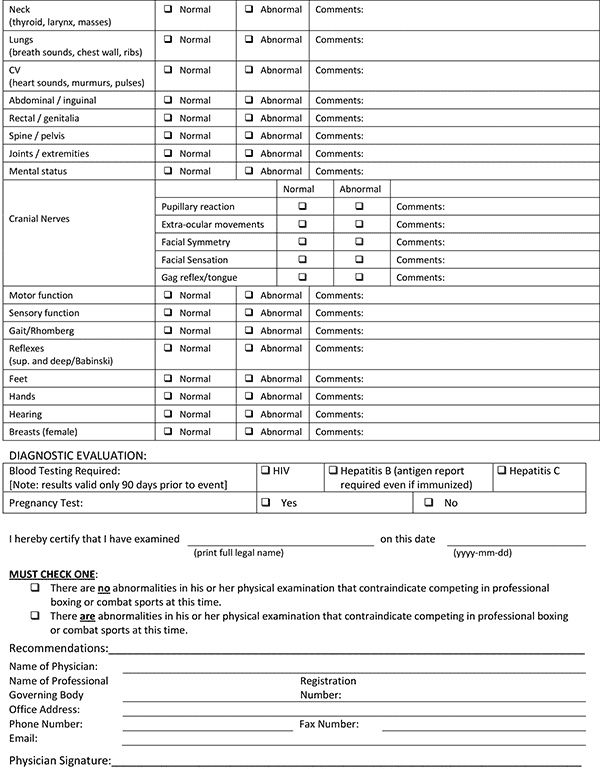 Neck ☐ Normal ☐ Abnormal Comments:
(thyroid, larynx, masses)
Lungs ☐ Normal ☐ Abnormal Comments:
(breath sounds, chest wall, ribs)
CV ☐ Normal ☐ Abnormal Comments:
(heart sounds, murmurs, pulses)
Abdominal / inguinal ☐ Normal ☐ Abnormal Comments:
Rectal / genitalia ☐ Normal ☐ Abnormal Comments:
Spine / pelvis ☐ Normal ☐ Abnormal Comments:
Joints / extremities ☐ Normal ☐ Abnormal Comments:
Mental status ☐ Normal ☐ Abnormal Comments:
Normal Abnormal
Cranial Nerves
Pupillary reaction ☐ ☐ Comments:
Extra-ocular movements ☐ ☐ Comments:
Facial Symmetry ☐ ☐ Comments:
Facial Sensation ☐ ☐ Comments:
Gag reflex/tongue ☐ ☐ Comments:
Motor function ☐ Normal ☐ Abnormal Comments:
Sensory function ☐ Normal ☐ Abnormal Comments:
Gait/Rhomberg ☐ Normal ☐ Abnormal Comments:
Reflexes ☐ Normal ☐ Abnormal Comments:
(sup. and deep/Babinski)
Feet ☐ Normal ☐ Abnormal Comments:
Hands ☐ Normal ☐ Abnormal Comments:
Hearing ☐ Normal ☐ Abnormal Comments:
Breasts (female) ☐ Normal ☐ Abnormal Comments:
DIAGNOSTIC EVALUATION:
Blood Testing Required: ☐ HIV ☐ Hepatitis B (antigen report ☐ Hepatitis C
[Note: results valid only 90 days prior to event] required even if immunized)
Pregnancy Test: ☐ Yes ☐ No
I hereby certify that I have examined on this date
(print full legal name) (yyyy-mm-dd)
MUST CHECK ONE:
☐ There are no abnormalities in his or her physical examination that contraindicate competing in professional
boxing or combat sports at this time.
☐ There are abnormalities in his or her physical examination that contraindicate competing in professional boxing
or combat sports at this time.
Recommendations:
Name of Physician:
Name of Professional Registration
Governing Body Number:
Office Address:
Phone Number: Fax Number:
Email:
Physician Signature: